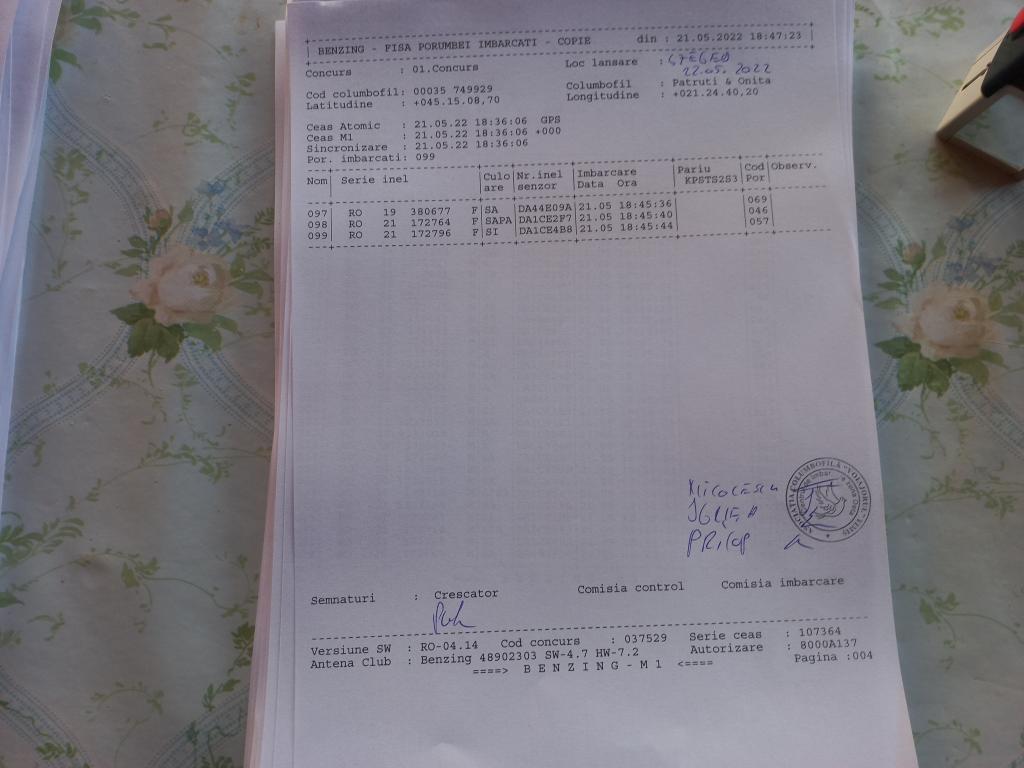 BENZING - FISA PORUMBEI IMBARCATI - COPIE din : 21.05.2022 18:47:23
Concurs : 01.Concurs Loc lansare :
22.05.2022
Cod columbofil: 00035 749929 Columbofil : Patruti & Onita
Latitudine : +045.15.08,70 Longitudine : +021.24.40,20
Ceas Atomic : 21.05.22 18:36:06 GPS
Ceas M1 : 21.05.22 18:36:06 +000
Sincronizare : 21.05.22 18:36:06
Por. imbarcati: 099
Nom Serie inel Culo Nr.inel Imbarcare Pariu Cod Observ.
are senzor Data Ora KPSTS2S3 Por
097 RO 19 380677 F SA DA44E09A 21.05 18:45:36 069
098 RO 21 172764 F SAPA DA1CE2F7 21.05 18:45:40 046
099 RO 21 172796 F SI DA1CE4B8 21.05 18:45:44 057
Semnaturi : Crescator Comisia control Comisia imbarcare
Versiune SW : RO-04.14 Cod concurs : 037529 Serie ceas : 107364
Antena Club : Benzing 48902303 SW-4.7 HW-7.2 Autorizare : 8000A137
====> B E N Z I N G - M 1 <==== Pagina :004